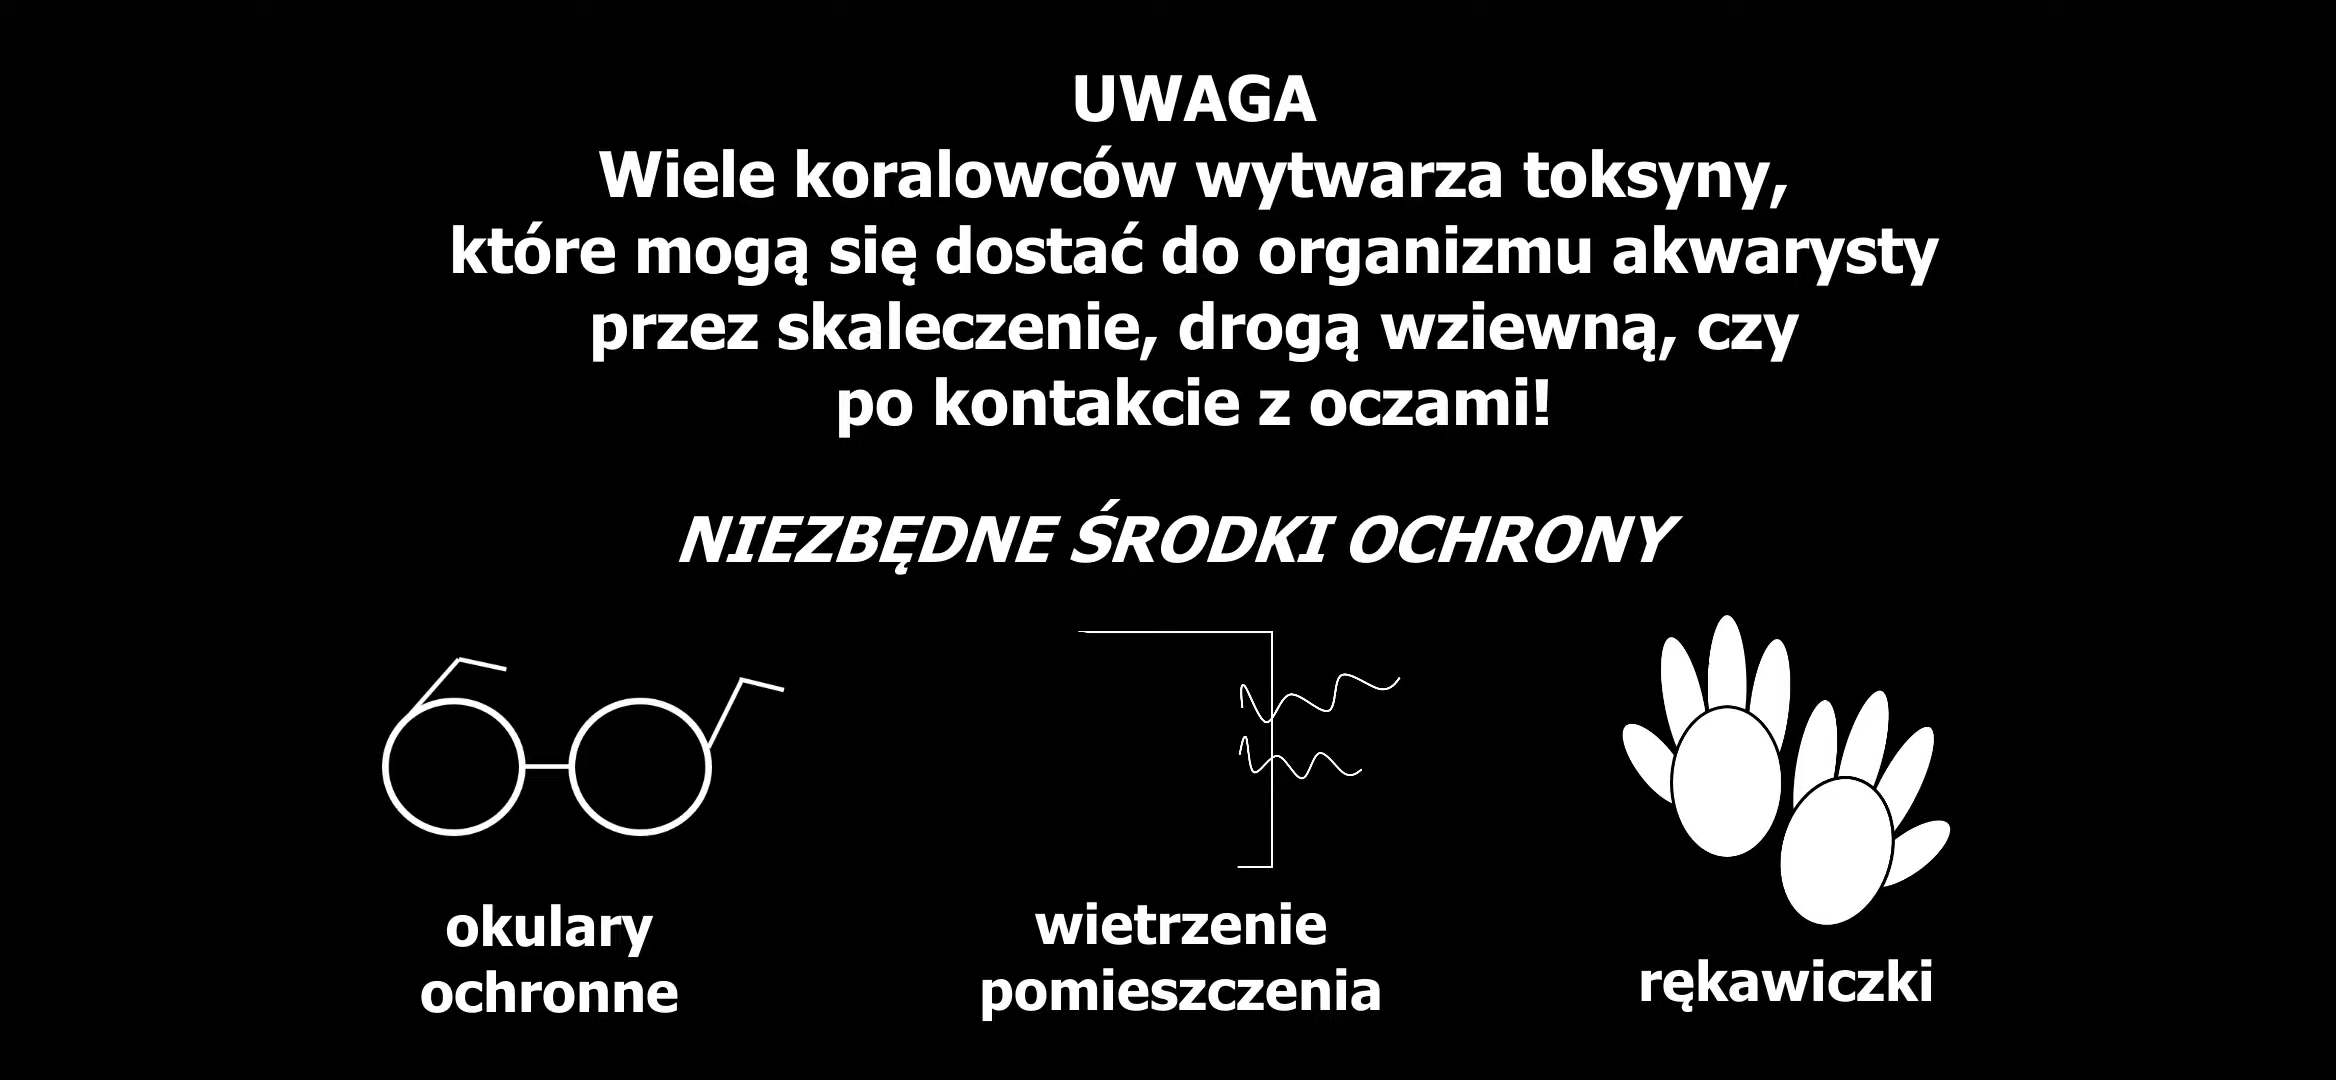 UWAGA
Wiele koralowców wytwarza toksyny,
które mogą się dostać do organizmu akwarysty
przez skaleczenie, drogą wziewną, czy
po kontakcie z oczami!
NIEZBĘDNE ŚRODKI OCHRONY
okulary
ochronne
wietrzenie
pomieszczenia
rękawiczki